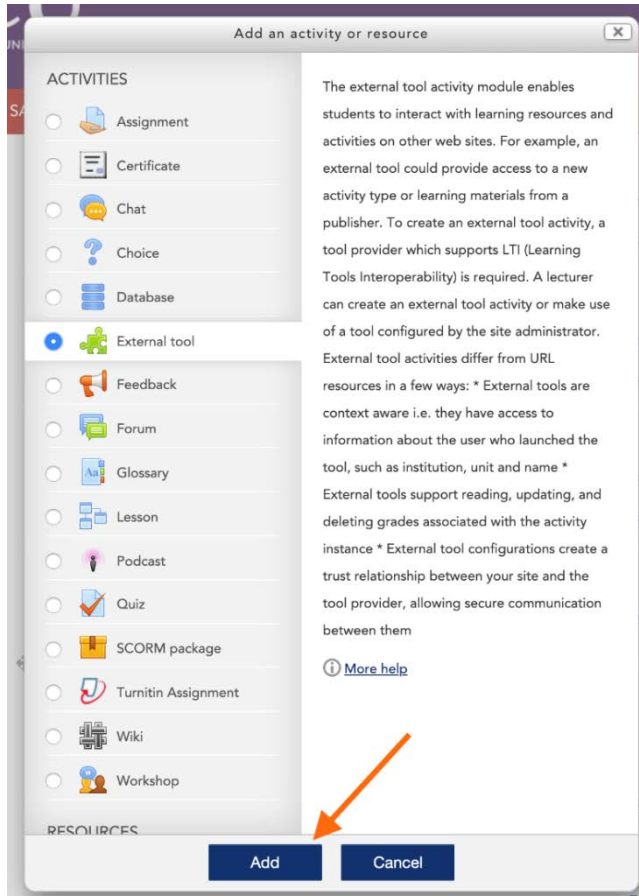 Add an activity or resource
ACTIVITIES
Assignment
Certificate
Chat
Choice
Database
External tool
Feedback
Forum
Glossary
Lesson
Podcast
Quiz
SCORM package
Turnitin Assignment
Wiki
Workshop
RESOURCES
The external tool activity module enables
students to interact with learning resources and
activities on other web sites. For example, an
external tool could provide access to a new
activity type or learning materials from a
publisher. To create an external tool activity, a
tool provider which supports LTI (Learning
Tools Interoperability) is required. A lecturer
can create an external tool activity or make use
of a tool configured by the site administrator.
External tool activities differ from URL
resources in a few ways: * External tools are
context aware i.e. they have access to
information about the user who launched the
tool, such as institution, unit and name *
External tools support reading, updating, and
deleting grades associated with the activity
instance * External tool configurations create a
trust relationship between your site and the
tool provider, allowing secure communication
between them
More help
Add
Cancel